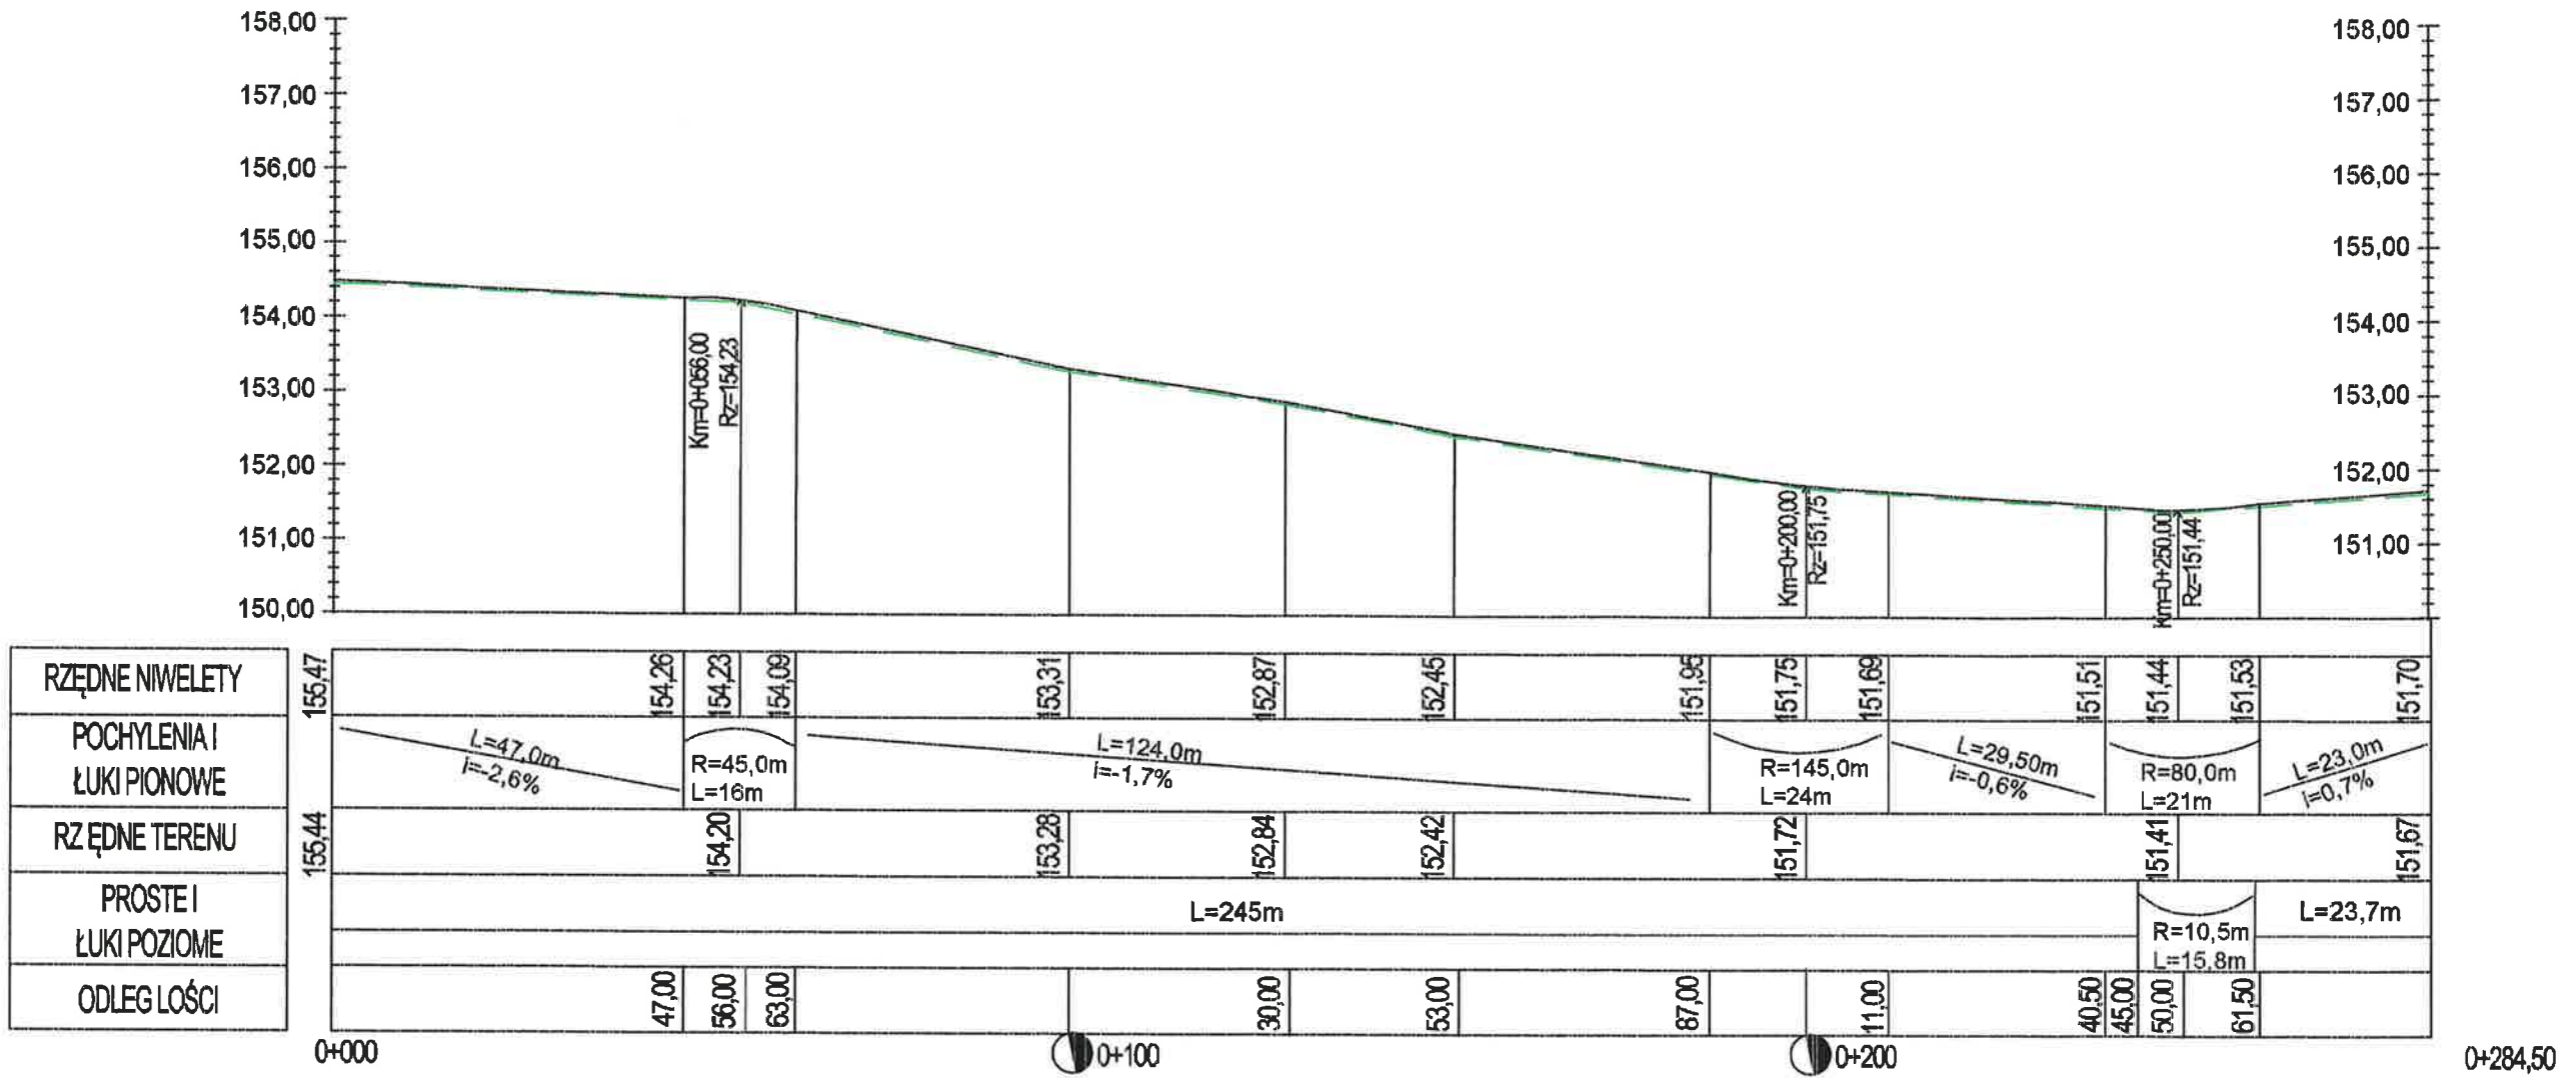 158,00
157,00
156,00
155,00
154,00
153,00
152,00
151,00
150,00
158,00
157,00
156,00
155,00
154,00
153,00
152,00
151,00
Km=0+056,00
Rz=154,23
Km=0+200,00
Rz=151,75
Km=0+250,00
Rz=151,44
RZĘDNE NIWELETY
155,47
154,26
154,23
154,09
153,31
152,87
152,45
151,95
151,75
151,69
151,51
151,44
151,53
151,70
POCHYLENIA I
ŁUKI PIONOWE
L=47,0m
i=-2,6%
R=45,0m
L=16m
L=124,0m
i=-1,7%
R=145,0m
L=24m
L=29,50m
i=-0,6%
R=80,0m
L=21m
L=23,0m
i=0,7%
RZ ĘDNE TERENU
155,44
154,20
153,28
152,84
152,42
151,72
151,41
151,67
PROSTE I
ŁUKI POZIOME
L=245m
R=10,5m
L=15,8m
L=23,7m
ODLEG LOŚCI
47,00
56,00
63,00
30,00
53,00
87,00
11,00
40,50
45,00
50,00
61,50
0+000
0+100
0+200
0+284,50